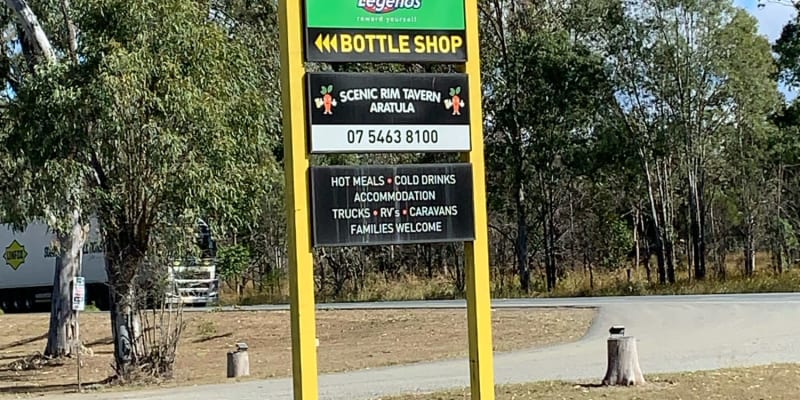 Legends
reward yourself
BOTTLE SHOP
SCENIC RIM TAVERN
ARATULA
07 5463 8100
HOT MEALS • COLD DRINKS
ACCOMMODATION
TRUCKS • RV's • CARAVANS
FAMILIES WELCOME
LINFOX